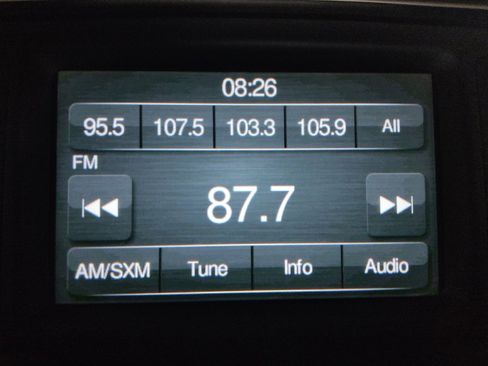 08:26
95.5 107.5 103.3 105.9 All
FM
87.7
AM/SXM Tune Info Audio